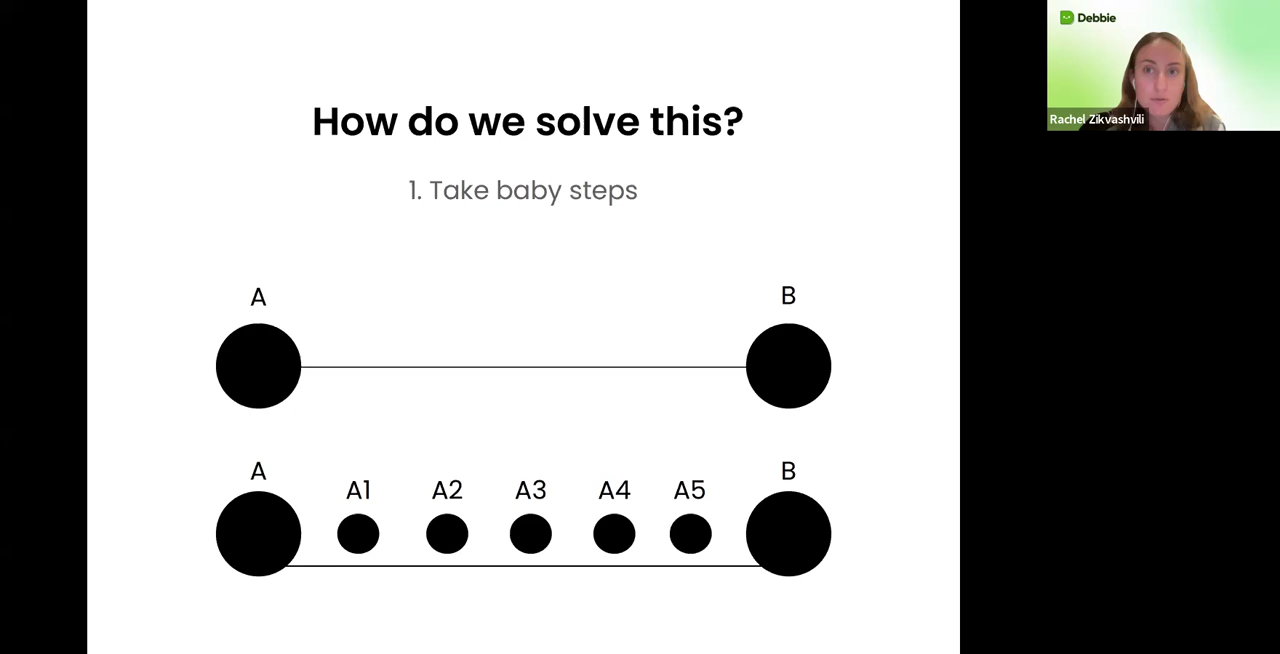 How do we solve this?
1. Take baby steps
A B
A B
A1 A2 A3 A4 A5
Debbie
Rachel Zikvashvili